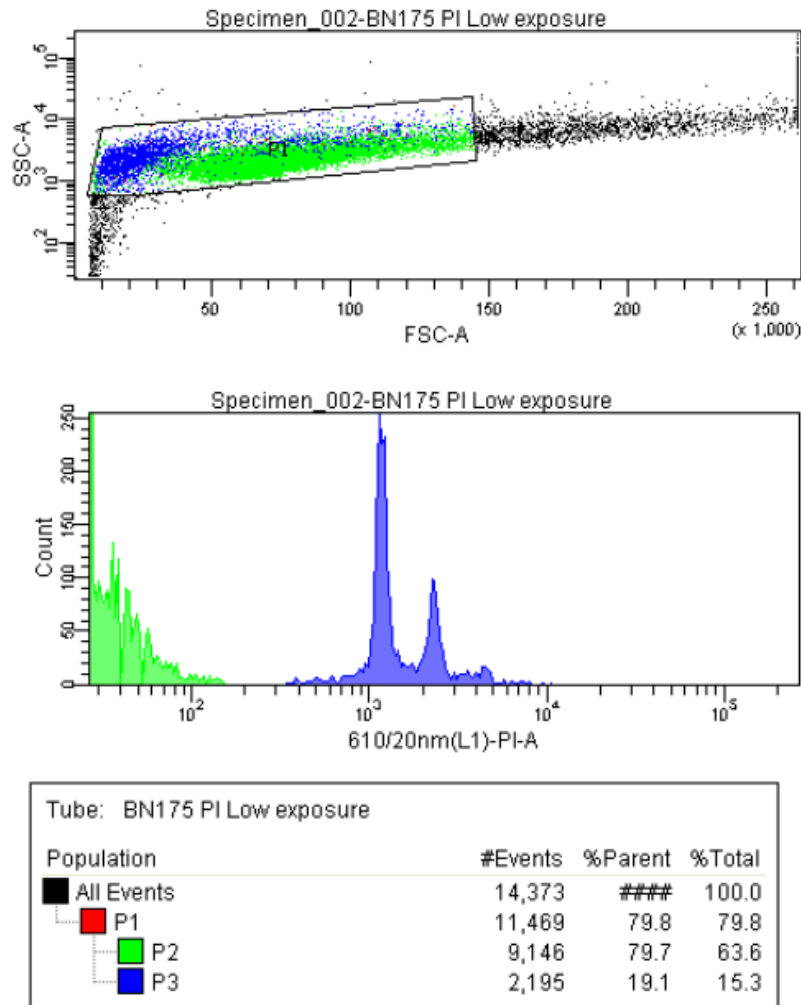 Specimen_002-BN175 PI Low exposure
SSC-A
10^5
10^4
10^3
10^2
P1
50 100 150 200 250
FSC-A (x 1,000)
Specimen_002-BN175 PI Low exposure
Count
250
200
150
100
50
0
10^2 10^3 10^4 10^5
610/20nm(L1)-PI-A
Tube: BN175 PI Low exposure
Population #Events %Parent %Total
All Events 14,373 #### 100.0
P1 11,469 79.8 79.8
P2 9,146 79.7 63.6
P3 2,195 19.1 15.3